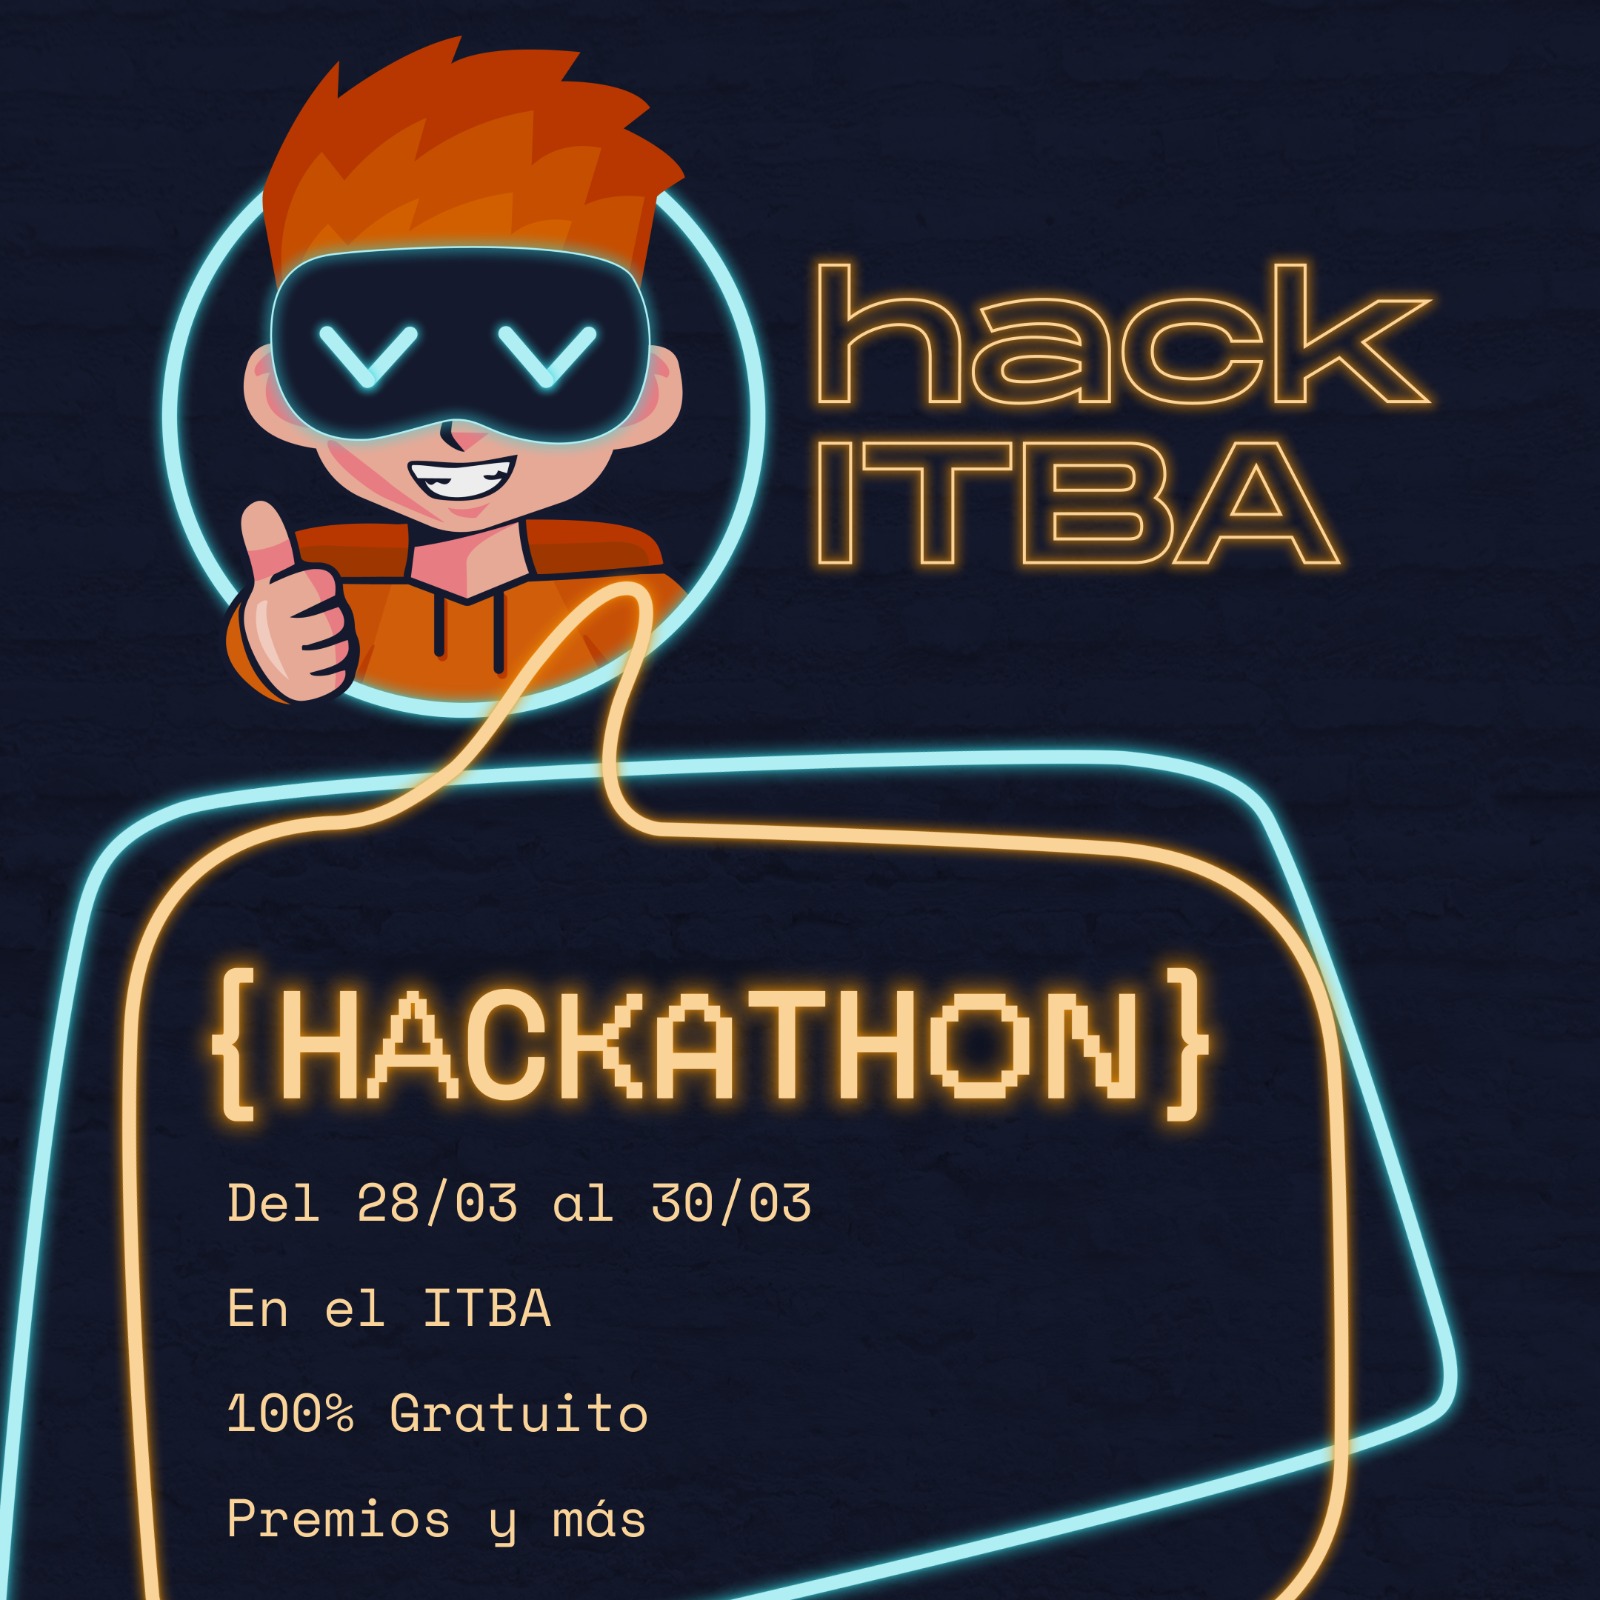 hack
ITBA
{HACKATHON}
Del 28/03 al 30/03
En el ITBA
100% Gratuito
Premios y más